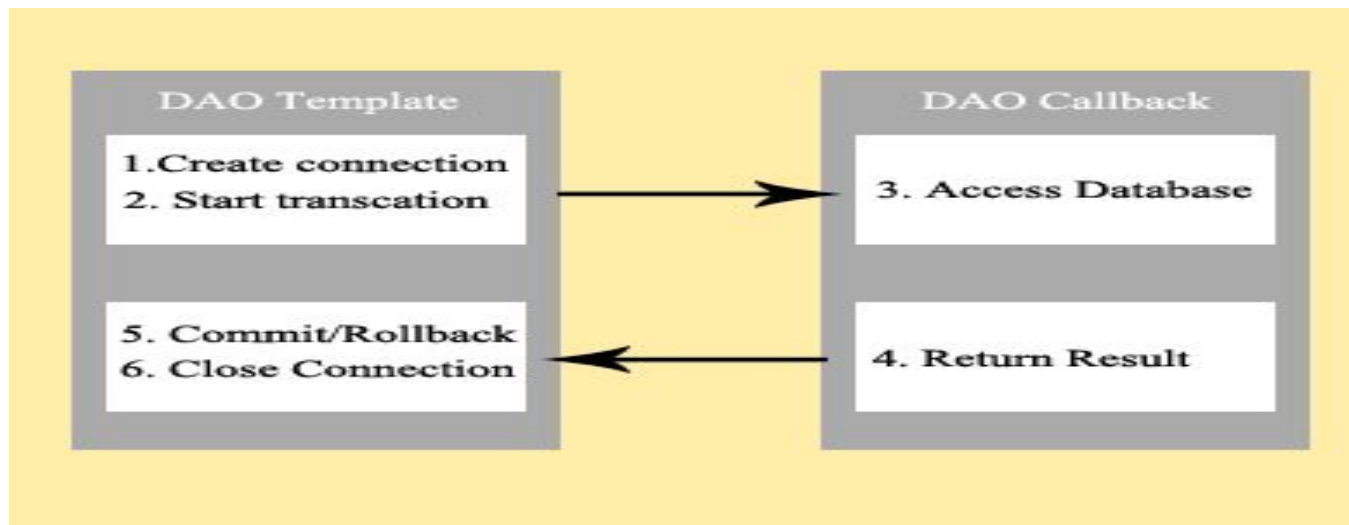 DAO Template
1.Create connection
2. Start transcation
5. Commit/Rollback
6. Close Connection
DAO Callback
3. Access Database
4. Return Result